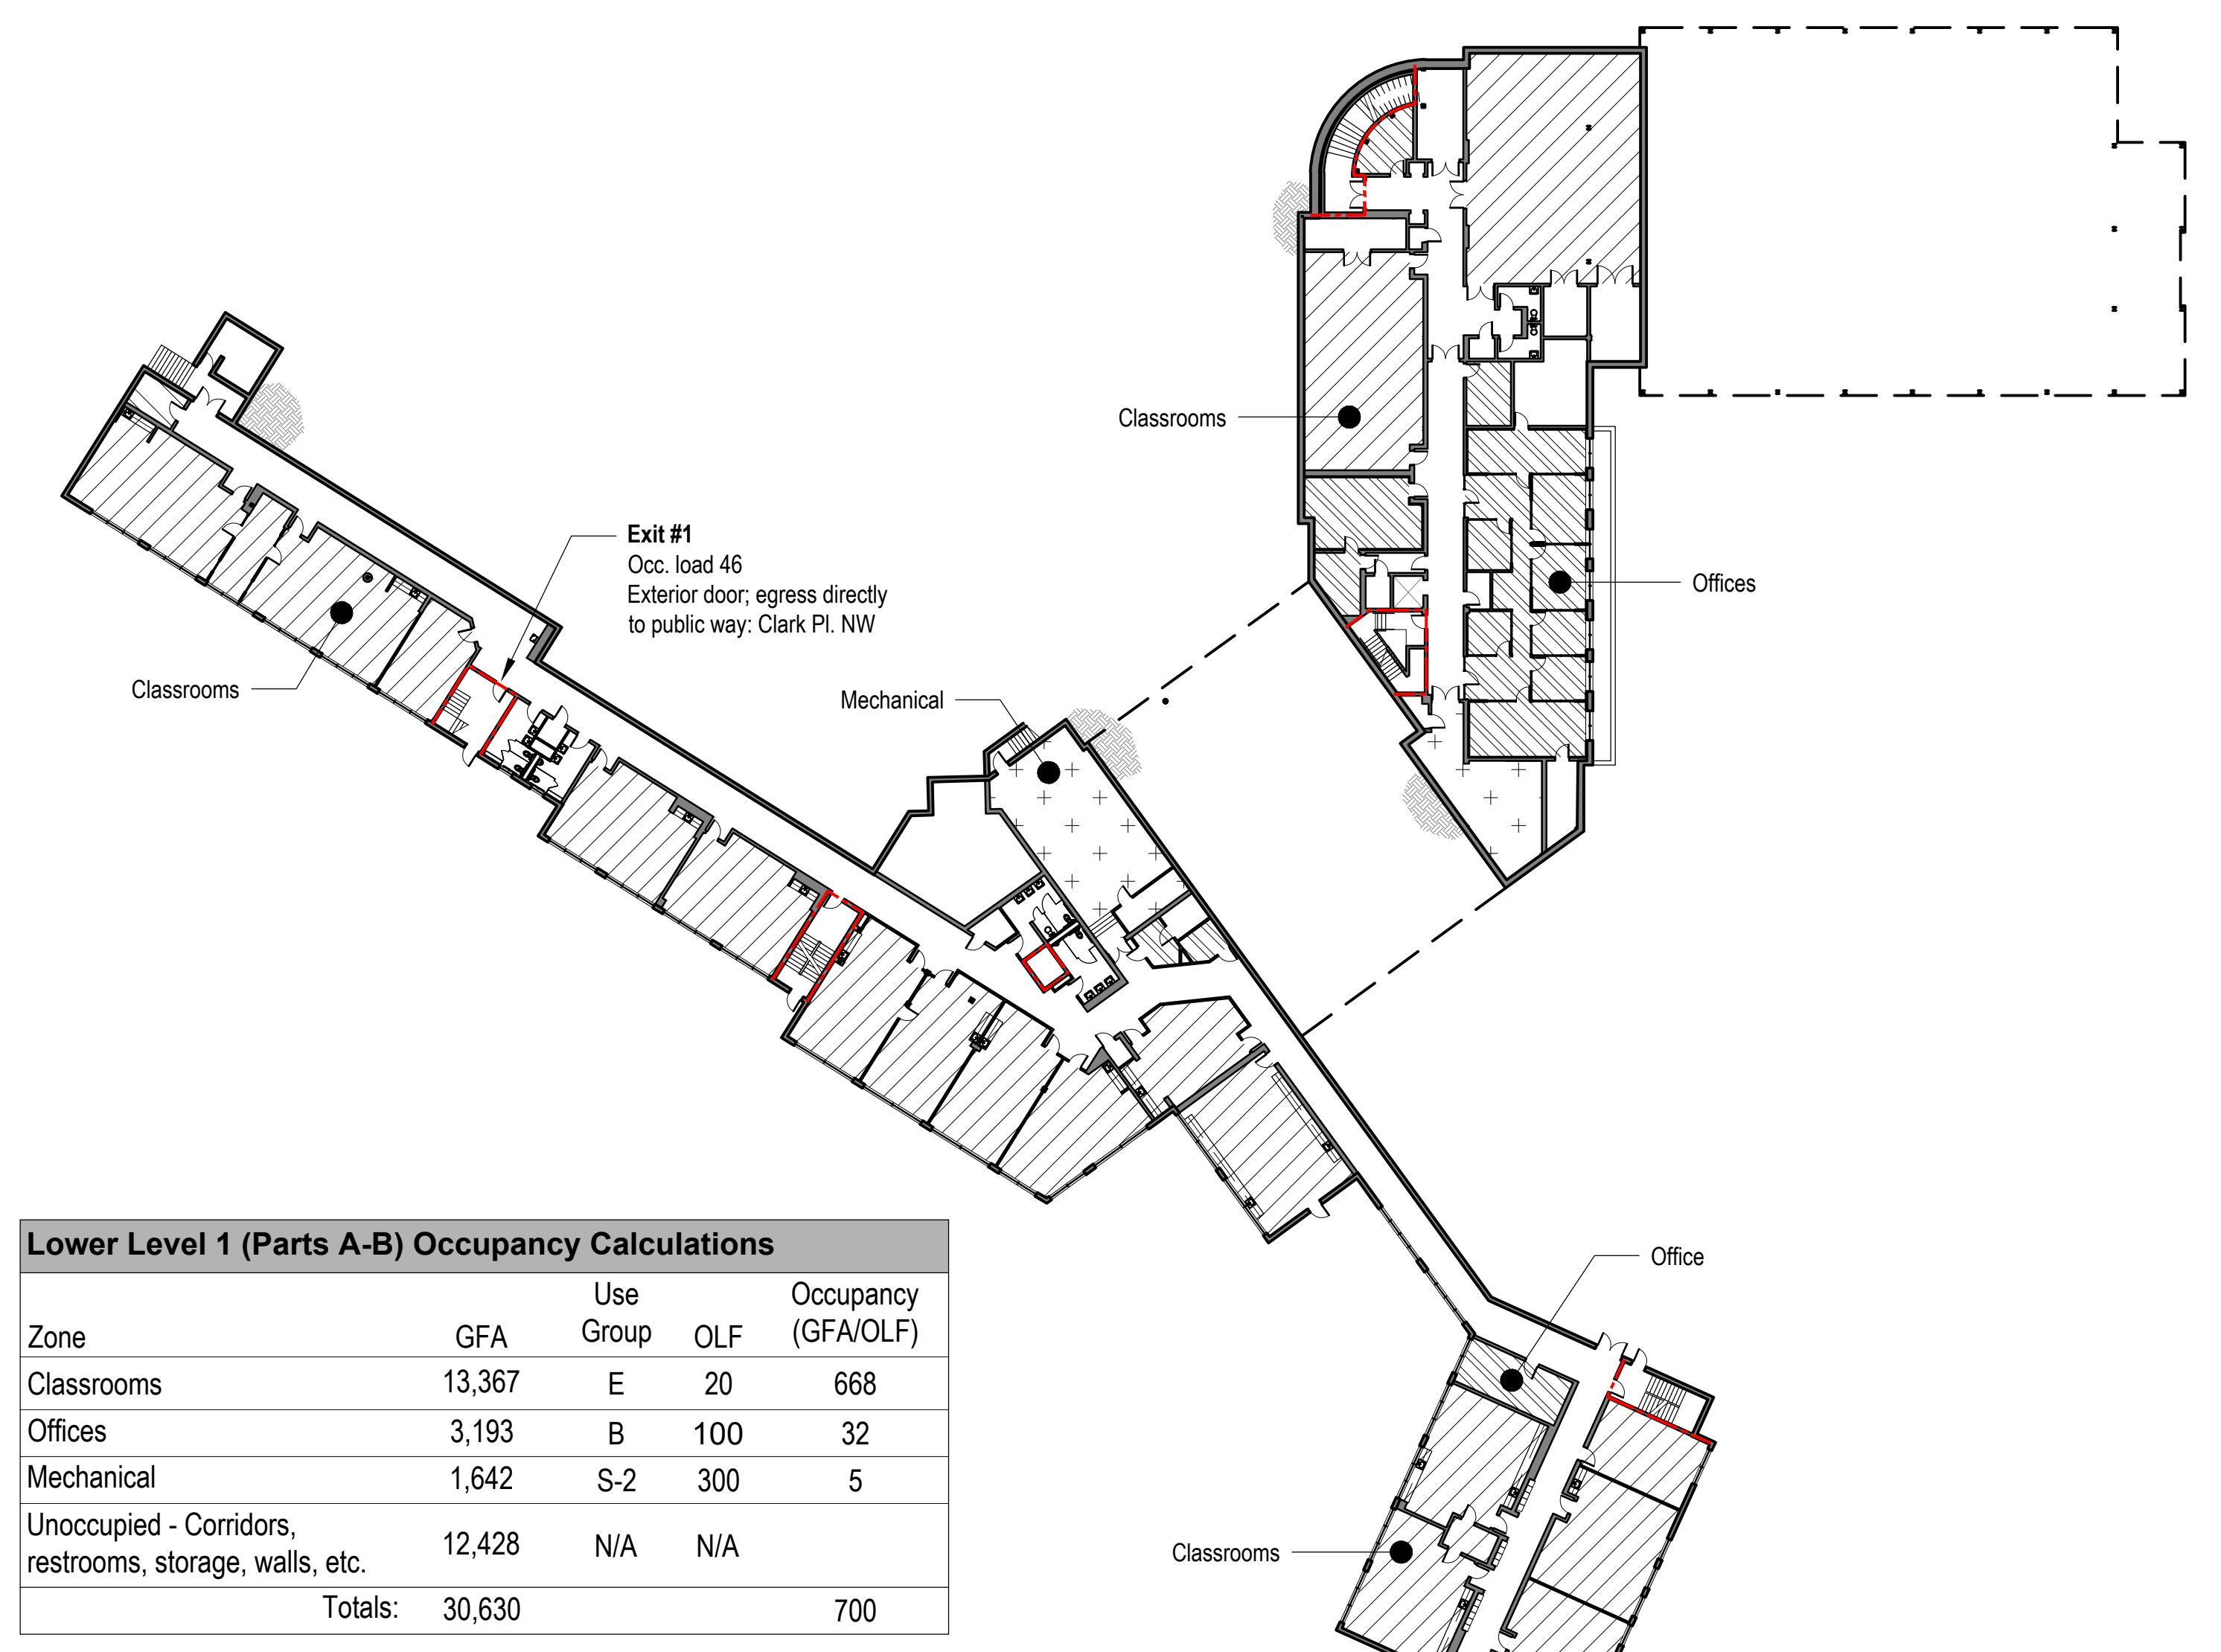 Classrooms
Exit #1
Occ. load 46
Exterior door; egress directly
to public way: Clark Pl. NW
Offices
Classrooms
Mechanical
Office
Classrooms
Lower Level 1 (Parts A-B) Occupancy Calculations
Zone GFA Use Group OLF Occupancy (GFA/OLF)
Classrooms 13,367 E 20 668
Offices 3,193 B 100 32
Mechanical 1,642 S-2 300 5
Unoccupied - Corridors,
restrooms, storage, walls, etc. 12,428 N/A N/A
Totals: 30,630 700